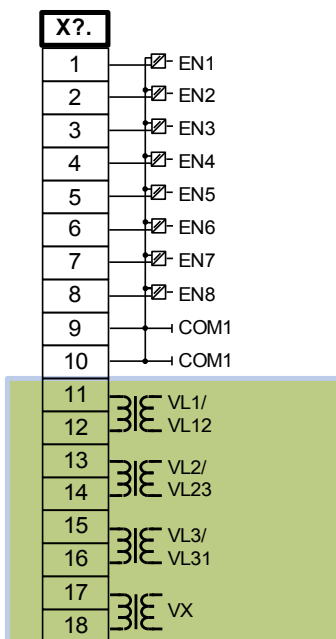 X?.
1 EN1
2 EN2
3 EN3
4 EN4
5 EN5
6 EN6
7 EN7
8 EN8
9 COM1
10 COM1
11 VL1/
12 VL12
13 VL2/
14 VL23
15 VL3/
16 VL31
17
VX
18